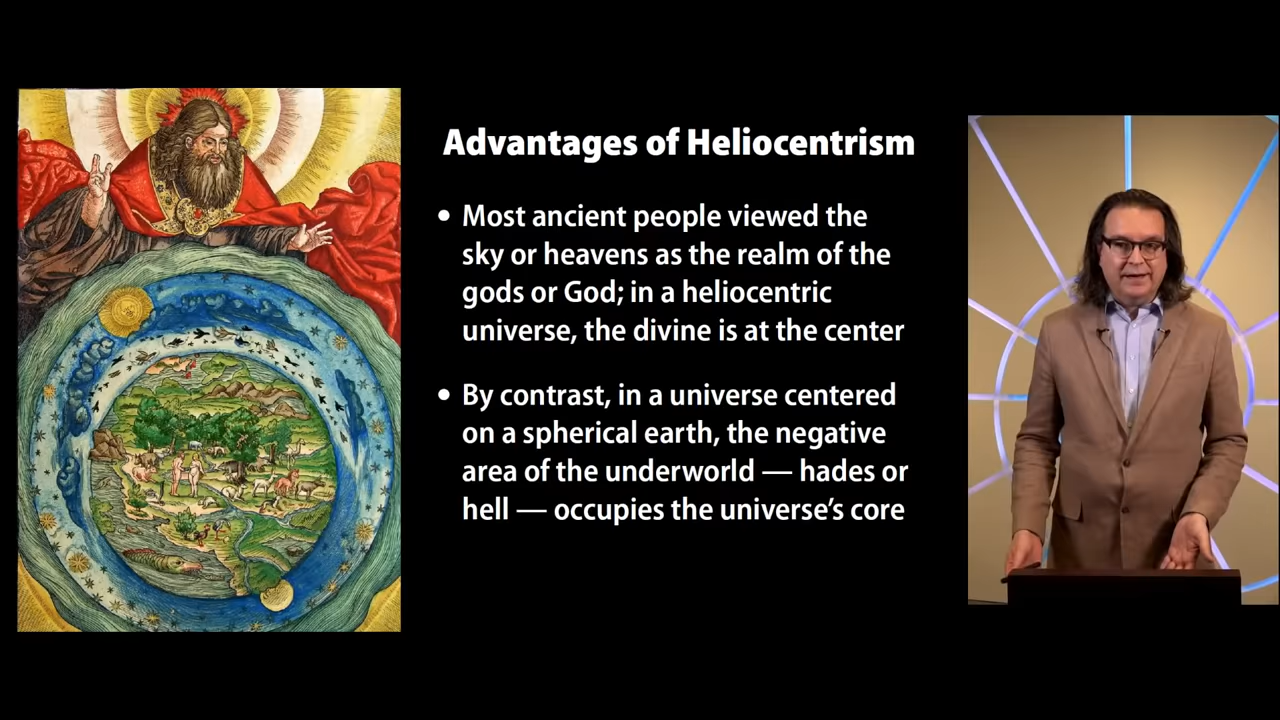 Advantages of Heliocentrism
• Most ancient people viewed the
sky or heavens as the realm of the
gods or God; in a heliocentric
universe, the divine is at the center
• By contrast, in a universe centered
on a spherical earth, the negative
area of the underworld — hades or
hell — occupies the universe’s core